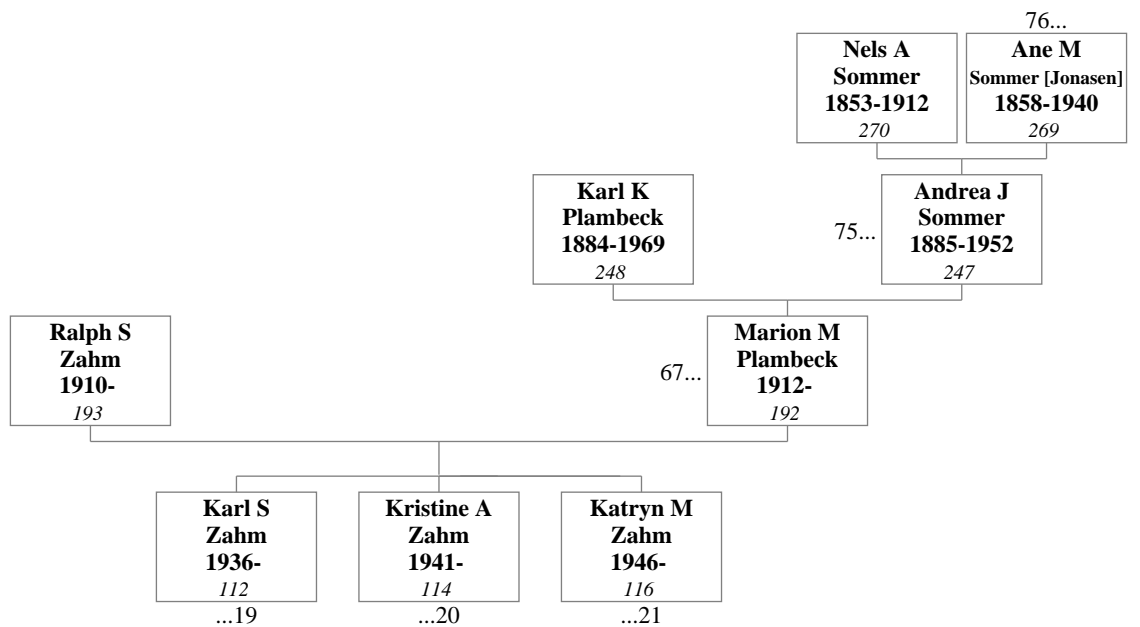 76...
Nels A
Sommer
1853-1912
270
Ane M
Sommer [Jonasen]
1858-1940
269
Karl K
Plambeck
1884-1969
248
75...
Andrea J
Sommer
1885-1952
247
Ralph S
Zahm
1910-
193
67...
Marion M
Plambeck
1912-
192
Karl S
Zahm
1936-
112
...19
Kristine A
Zahm
1941-
114
...20
Katryn M
Zahm
1946-
116
...21